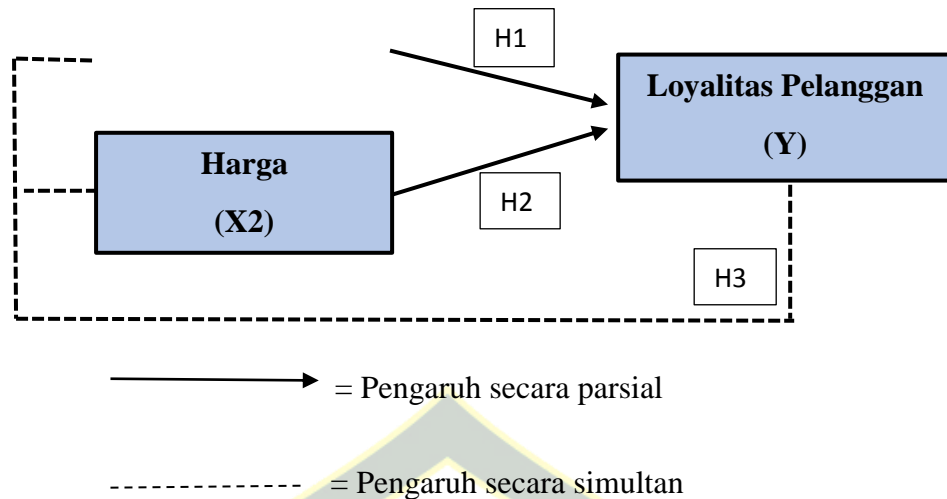 H1
Loyalitas Pelanggan
(Y)
Harga
(X2)
H2
H3
= Pengaruh secara parsial
= Pengaruh secara simultan